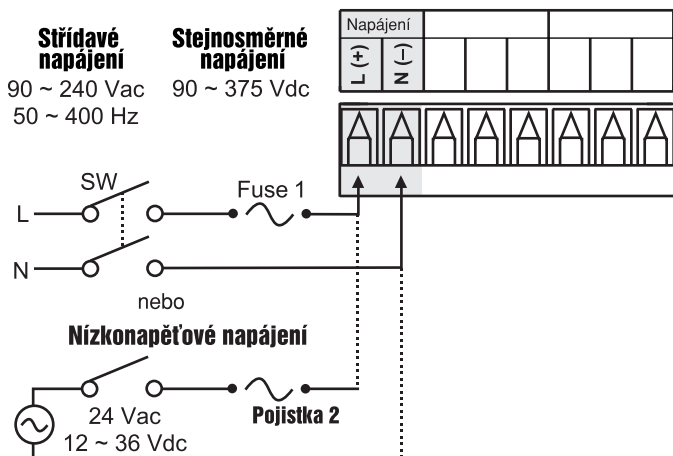 Střídavé
napájení
90 ~ 240 Vac
50 ~ 400 Hz
Stejnosměrné
napájení
90 ~ 375 Vdc
Napájení
L (+)
N (–)
SW
Fuse 1
L
N
nebo
Nízkonapěťové napájení
24 Vac
12 ~ 36 Vdc
Pojistka 2